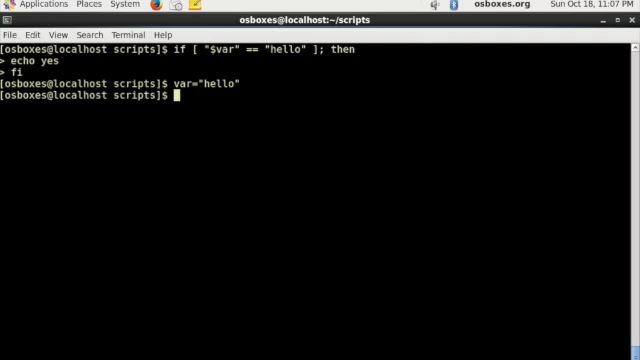 Applications Places System osboxes.org Sun Oct 18, 11:07 PM
osboxes@localhost:~/scripts
File Edit View Search Terminal Help
[osboxes@localhost scripts]$ if [ "$var" == "hello" ]; then
> echo yes
> fi
[osboxes@localhost scripts]$ var="hello"
[osboxes@localhost scripts]$